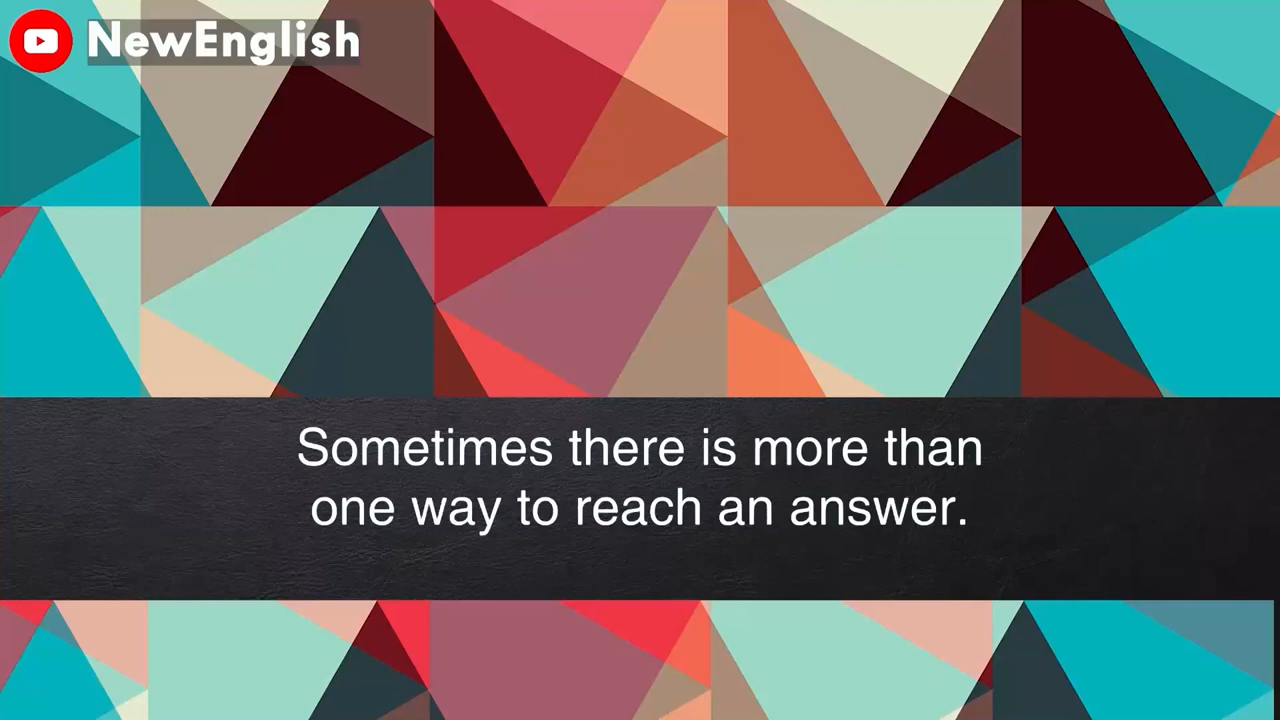 NewEnglish
Sometimes there is more than
one way to reach an answer.